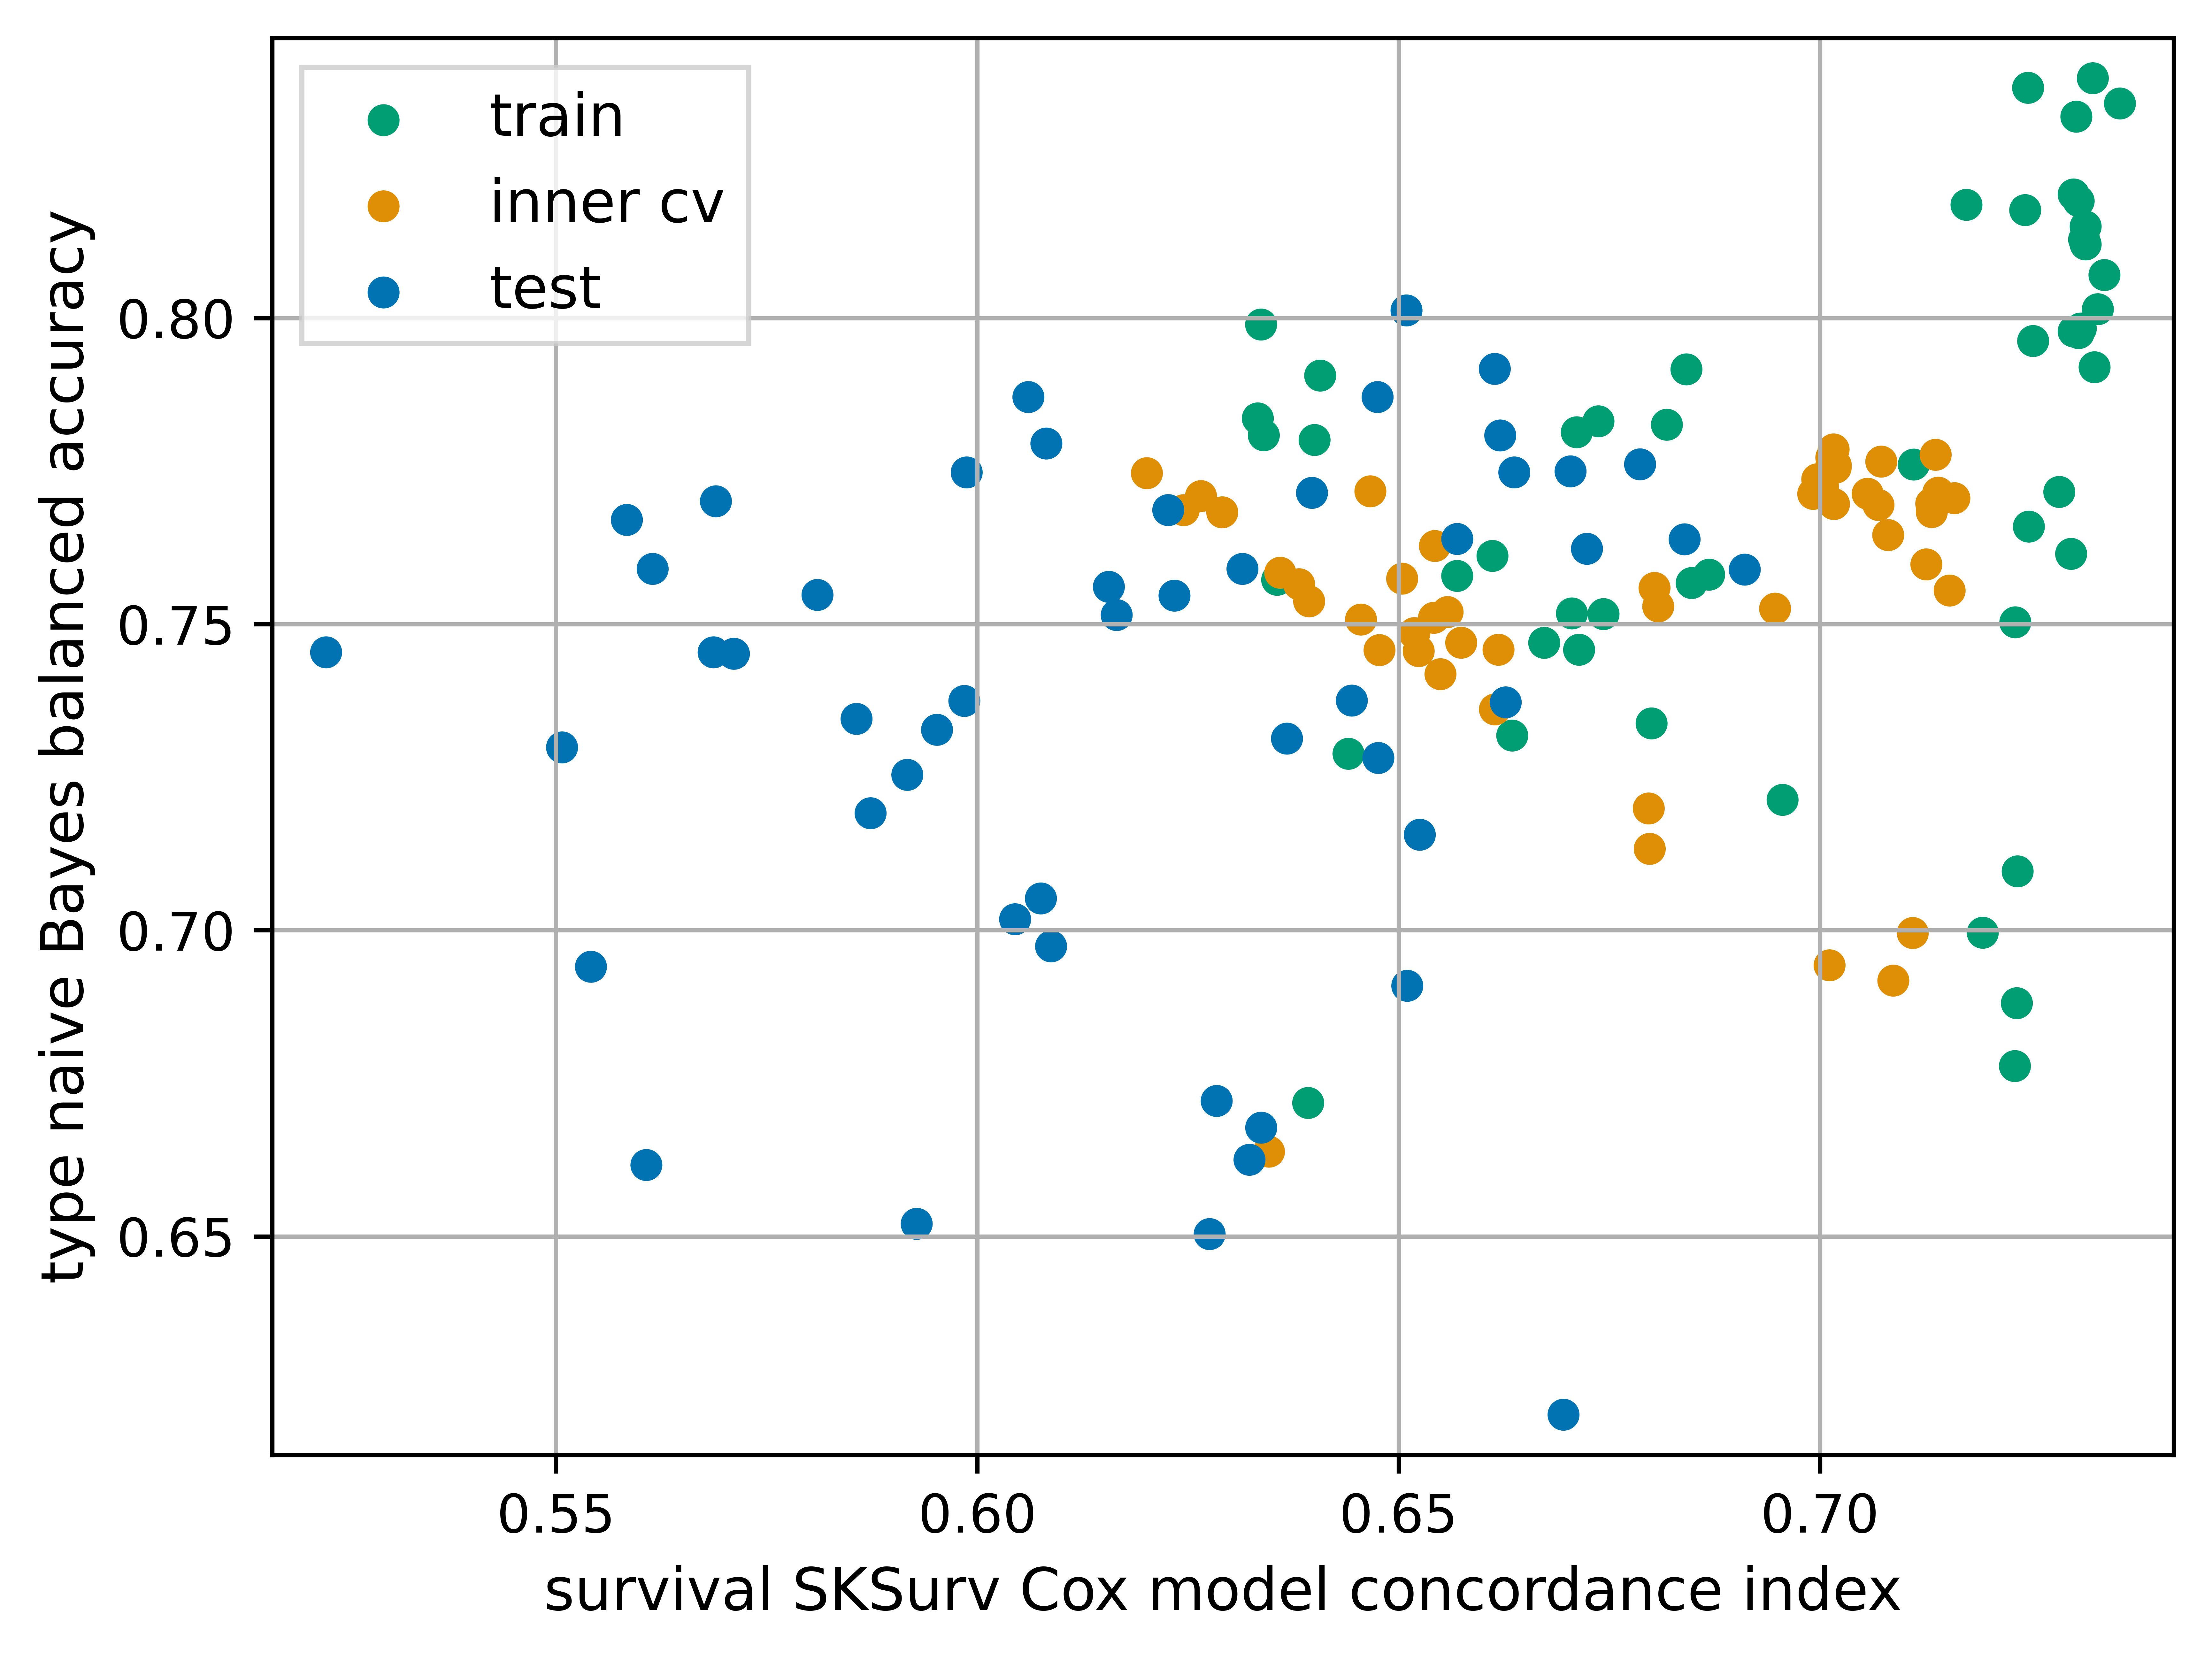 train
inner cv
test
type naive Bayes balanced accuracy
0.80
0.75
0.70
0.65
0.55
0.60
0.65
0.70
survival SKSurv Cox model concordance index